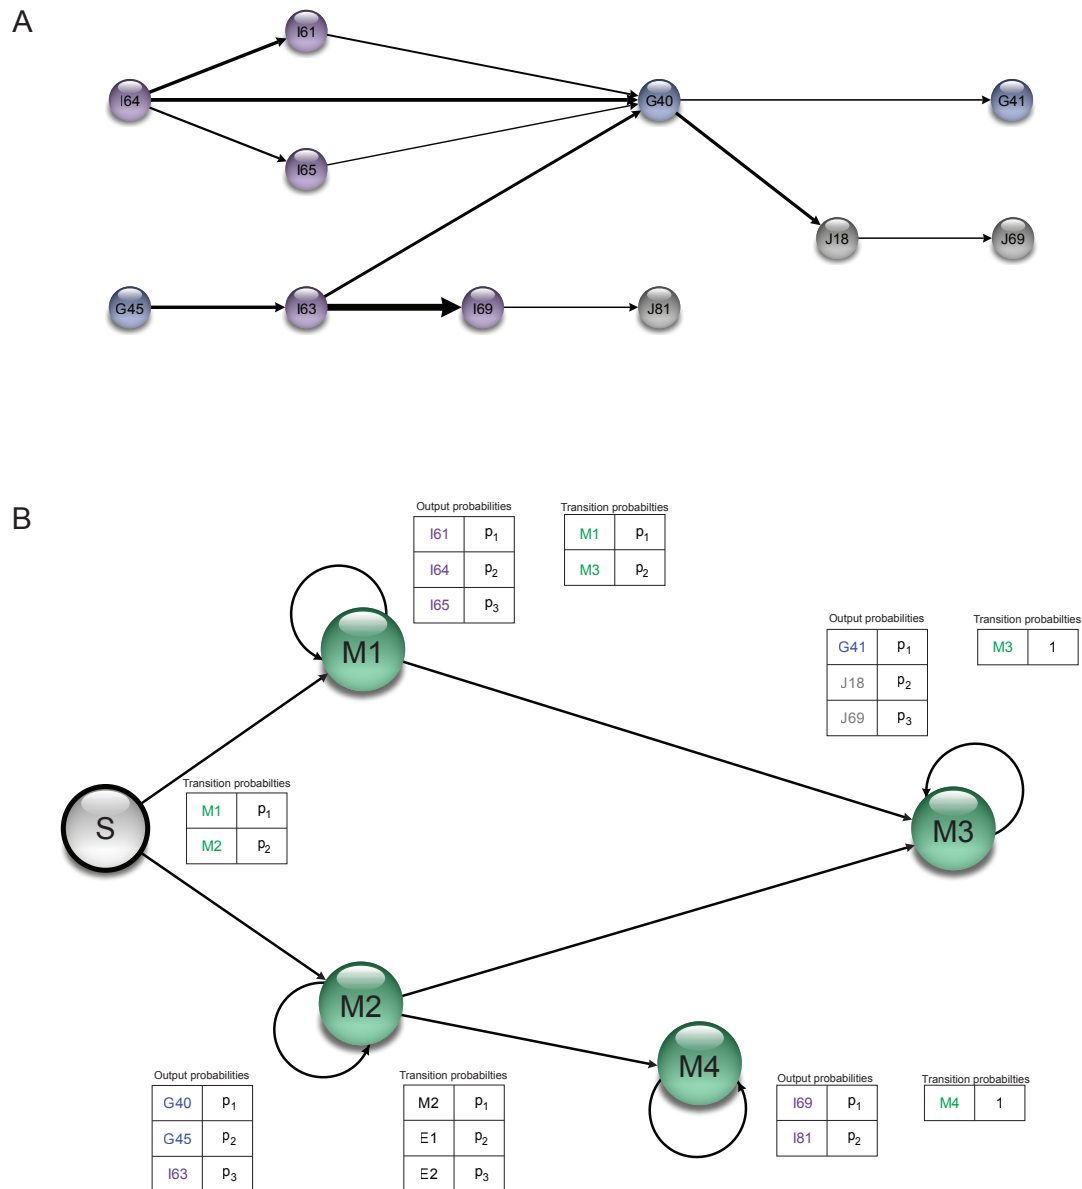 A
I61
I64
G40
G41
I65
J18
J69
G45
I63
I69
J81
B
Output probabilities
I61 p1
I64 p2
I65 p3
Transition probabilties
M1 p1
M3 p2
M1
Output probabilities
G41 p1
J18 p2
J69 p3
Transition probabilties
M3 1
S
Transition probabilties
M1 p1
M2 p2
M3
M2
M4
Output probabilities
G40 p1
G45 p2
I63 p3
Transition probabilties
M2 p1
E1 p2
E2 p3
Output probabilities
I69 p1
I81 p2
Transition probabilties
M4 1